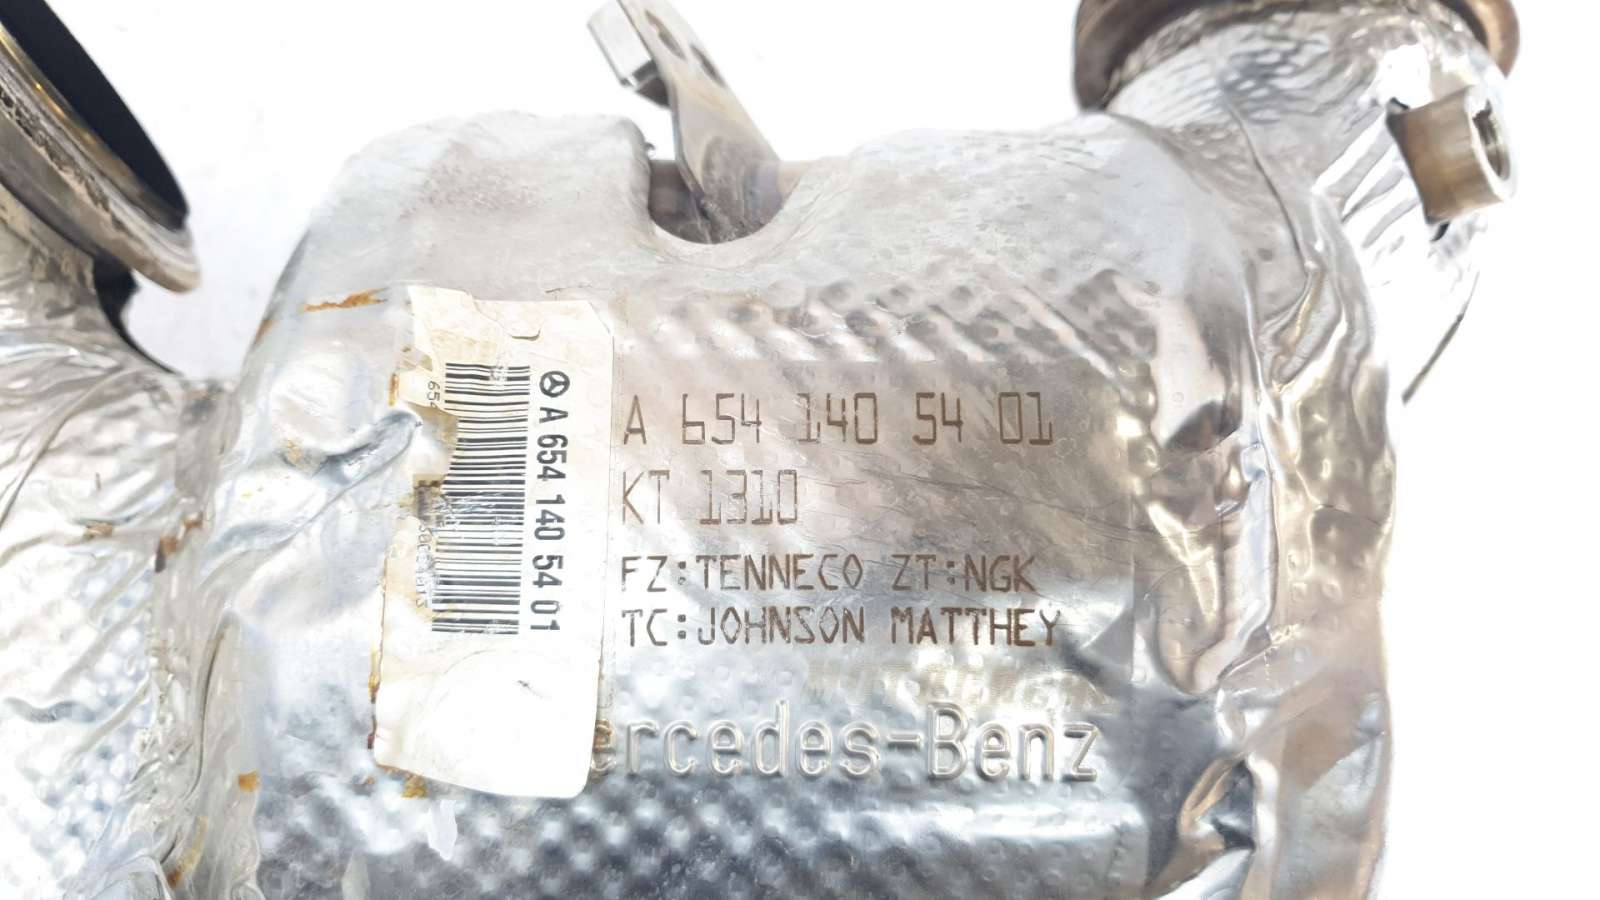 A 654 140 54 01
A 654 140 54 01
KT 1310
FZ:TENNECO ZT:NGK
TC:JOHNSON MATTHEY
ercedes-Benz